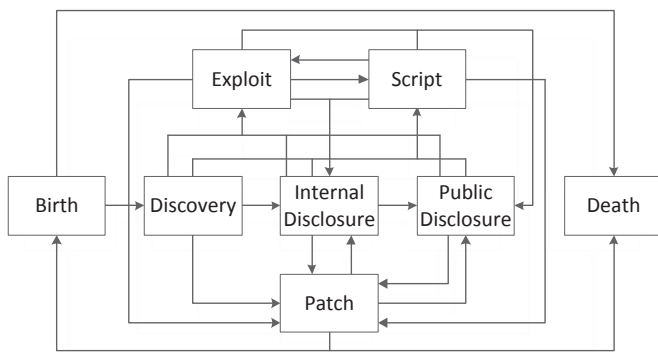 Exploit
Script
Birth
Discovery
Internal
Disclosure
Public
Disclosure
Death
Patch